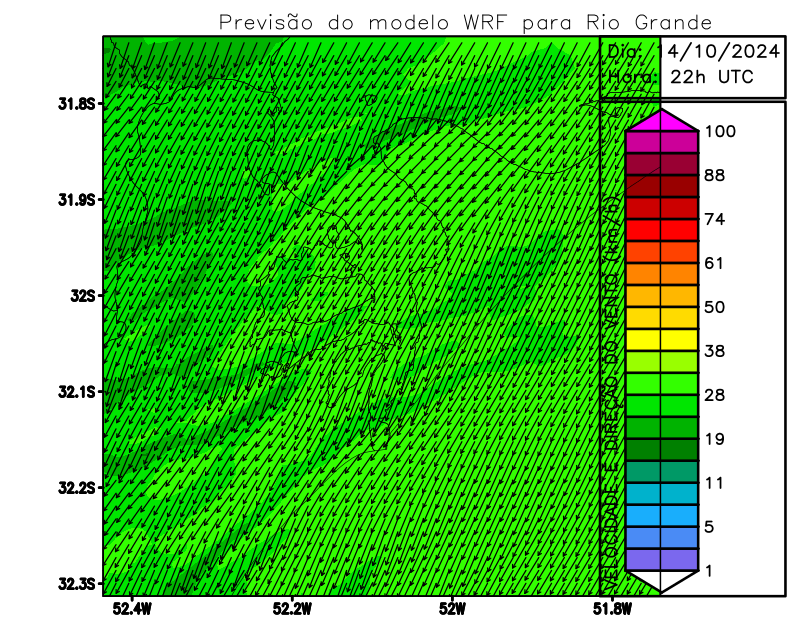 Previsão do modelo WRF para Rio Grande
Dia: 14/10/2024
Hora: 22h UTC
31.8S
31.9S
32S
32.1S
32.2S
32.3S
52.4W
52.2W
52W
51.8W
VELOCIDADE E DIREÇÃO DO VENTO (km/h)
100
88
74
61
50
38
28
19
11
5
1